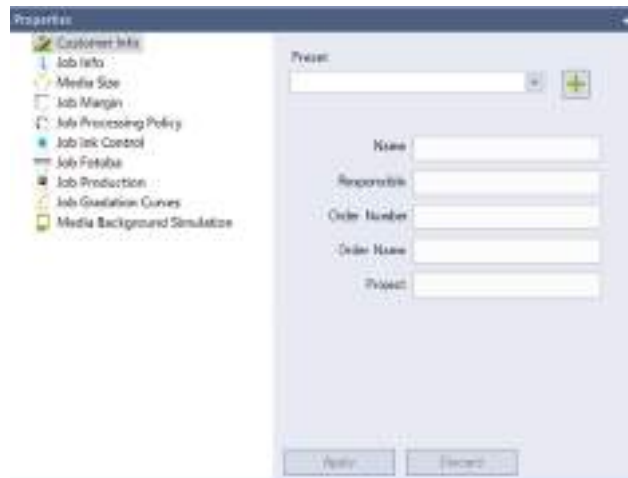 Properties
Customer Info
Job Info
Media Size
Job Margin
Job Processing Policy
Job Ink Control
Job Fotoba
Job Production
Job Gradation Curves
Media Background Simulation
Preset
Name
Responsible
Order Number
Order Name
Project
Apply
Discard